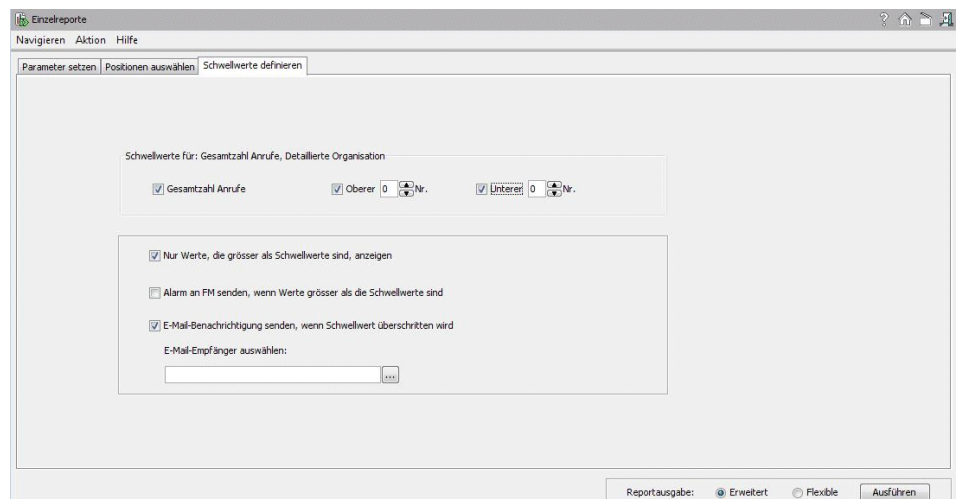 Einzelreporte
?
Navigieren Aktion Hilfe
Parameter setzen Positionen auswählen Schwellwerte definieren
Schwellwerte für: Gesamtzahl Anrufe, Detaillierte Organisation
Gesamtzahl Anrufe Oberer 0 Nr. Unterer 0 Nr.
Nur Werte, die grösser als Schwellwerte sind, anzeigen
Alarm an FM senden, wenn Werte grösser als die Schwellwerte sind
E-Mail-Benachrichtigung senden, wenn Schwellwert überschritten wird
E-Mail-Empfänger auswählen:
...
Reportausgabe: Erweitert Flexible Ausführen